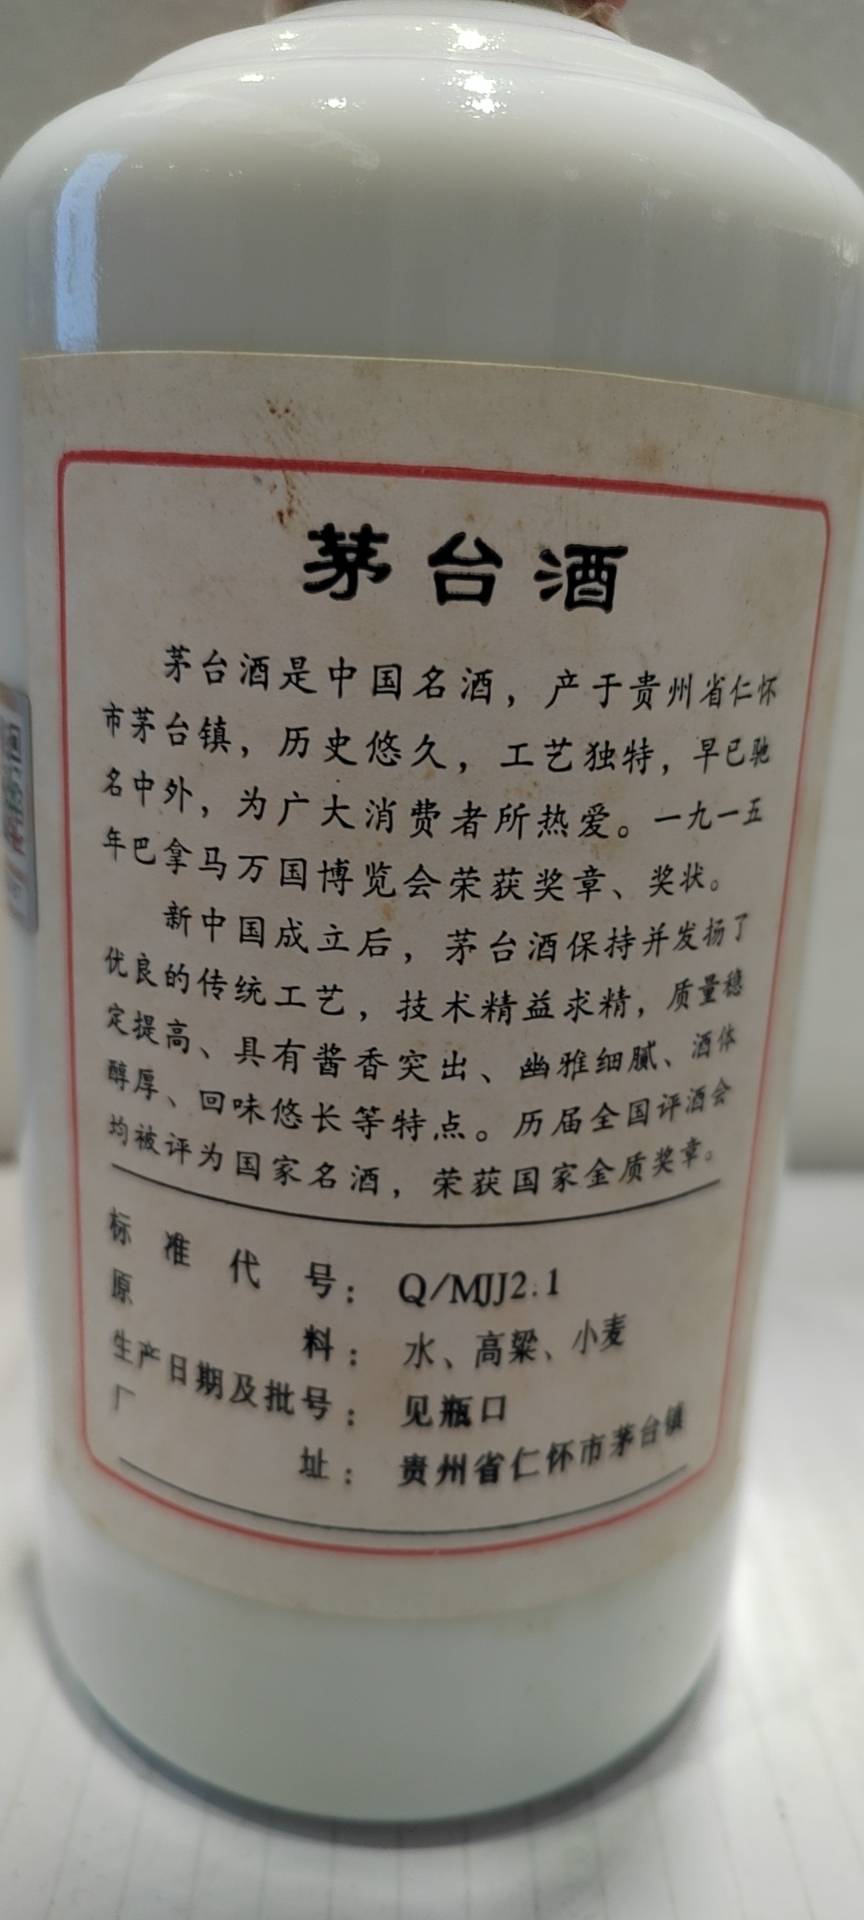 茅台酒
茅台酒是中国名酒，产于贵州省仁怀
市茅台镇，历史悠久，工艺独特，早已驰
名中外，为广大消费者所热爱。一九一五
年巴拿马万国博览会荣获奖章、奖状。
新中国成立后，茅台酒保持并发扬了
优良的传统工艺，技术精益求精，质量稳
定提高、具有酱香突出、幽雅细腻、酒体
醇厚、回味悠长等特点。历届全国评酒会
均被评为国家名酒，荣获国家金质奖章。
标准代号：Q/MJJ2.1
原料：水、高粱、小麦
生产日期及批号：见瓶口
厂址：贵州省仁怀市茅台镇